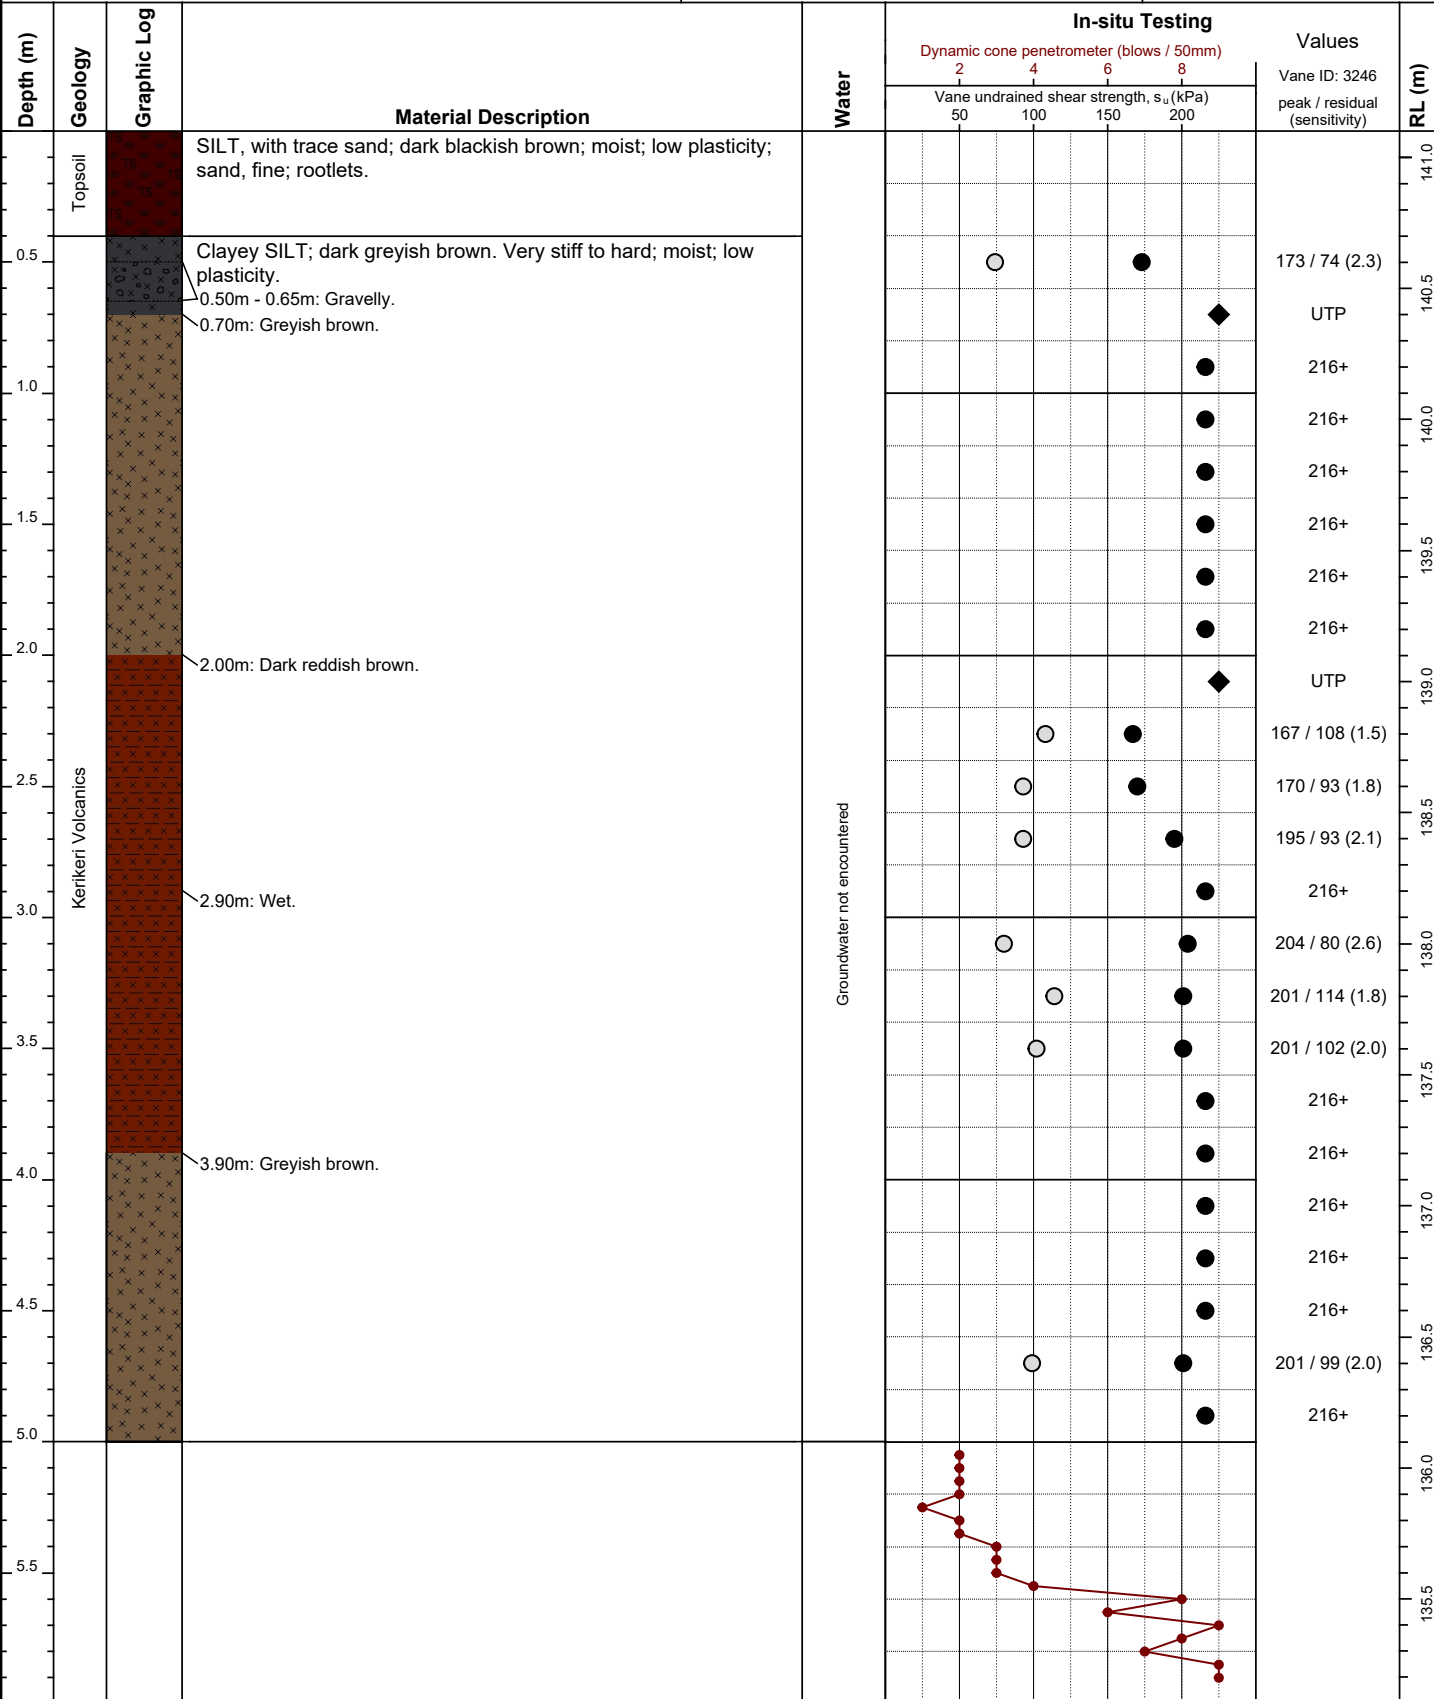 Depth (m)
Geology
Graphic Log
Material Description
Water
In-situ Testing
Dynamic cone penetrometer (blows / 50mm)
2 4 6 8
Vane undrained shear strength, su (kPa)
50 100 150 200
Values
Vane ID: 3246
peak / residual
(sensitivity)
RL (m)
Topsoil
TS
TS
TS
TS
SILT, with trace sand; dark blackish brown; moist; low plasticity;
sand, fine; rootlets.
141.0
Clayey SILT; dark greyish brown. Very stiff to hard; moist; low
plasticity.
0.5
173 / 74 (2.3)
0.50m - 0.65m: Gravelly.
140.5
0.70m: Greyish brown.
UTP
216+
1.0
216+
140.0
216+
1.5
216+
139.5
216+
216+
2.0
2.00m: Dark reddish brown.
UTP
139.0
167 / 108 (1.5)
2.5
170 / 93 (1.8)
138.5
Kerikeri Volcanics
195 / 93 (2.1)
216+
2.90m: Wet.
3.0
Groundwater not encountered
204 / 80 (2.6)
138.0
201 / 114 (1.8)
3.5
201 / 102 (2.0)
137.5
216+
216+
3.90m: Greyish brown.
4.0
216+
137.0
216+
4.5
216+
136.5
201 / 99 (2.0)
216+
5.0
136.0
5.5
135.5